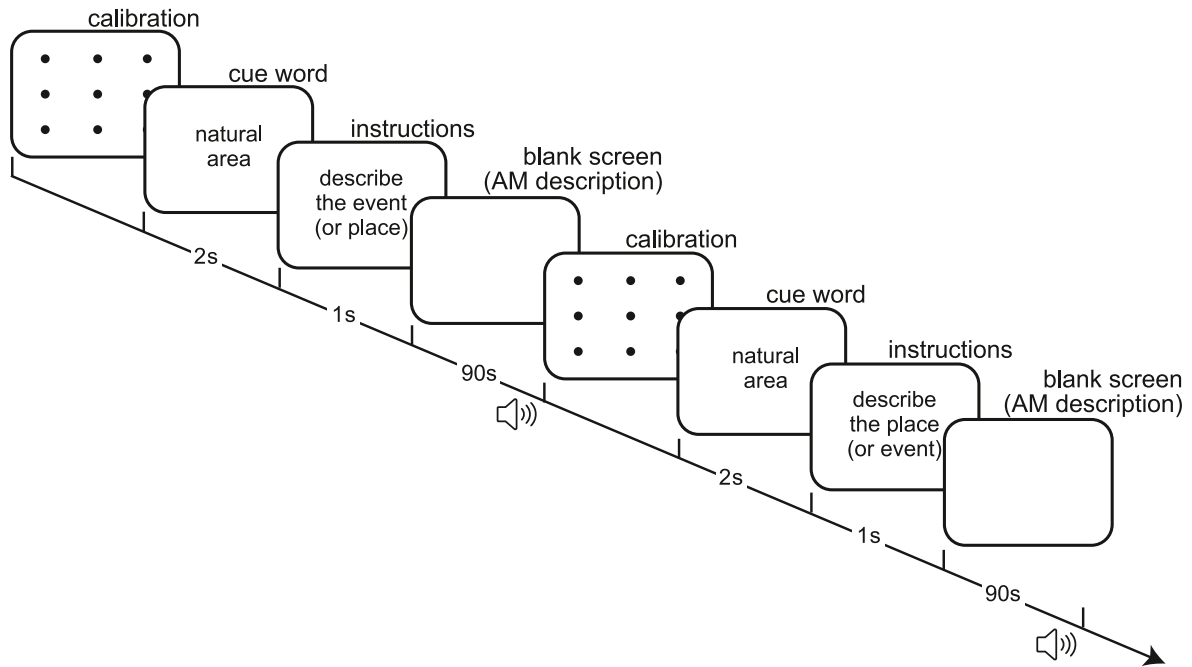 calibration
cue word
natural
area
instructions
describe
the event
(or place)
blank screen
(AM description)
calibration
cue word
natural
area
instructions
describe
the place
(or event)
blank screen
(AM description)
2s
1s
90s
2s
1s
90s